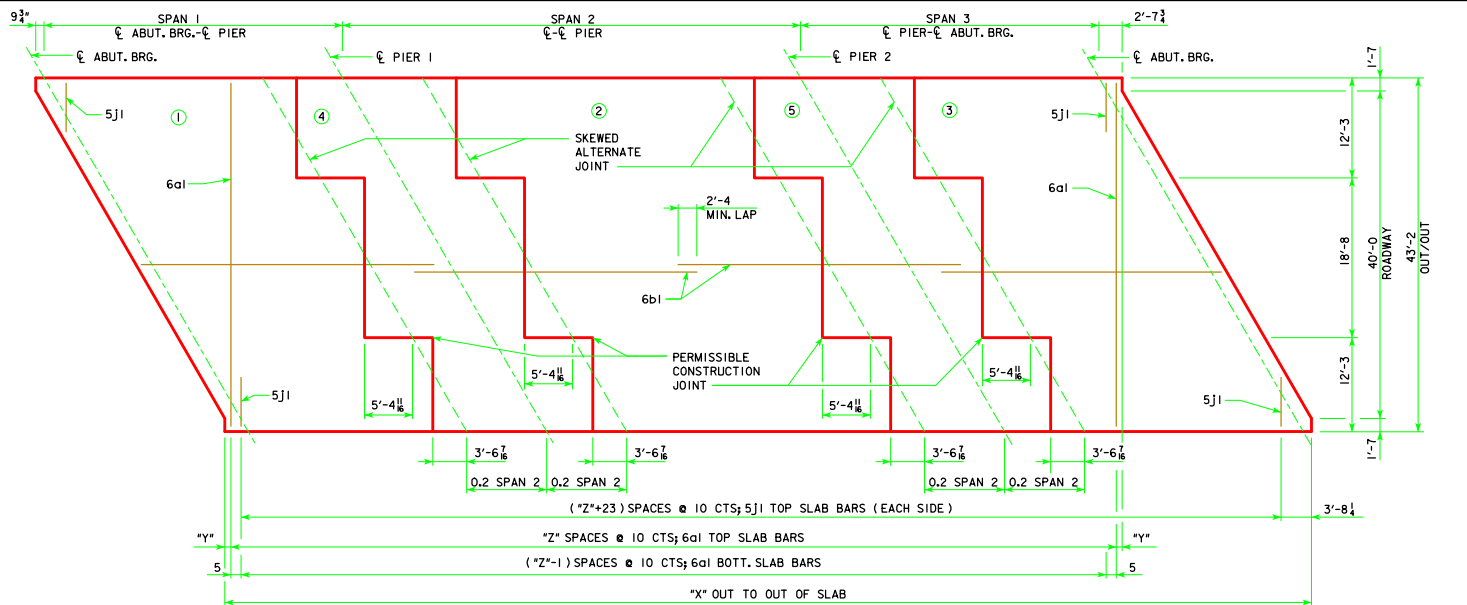 9¾"
SPAN 1
℄ ABUT. BRG.-℄ PIER
SPAN 2
℄-℄ PIER
SPAN 3
℄ PIER-℄ ABUT. BRG.
2'-7¾
℄ ABUT. BRG.
℄ PIER 1
℄ PIER 2
℄ ABUT. BRG.
1'-7
5j1
1
4
2
5
3
5j1
SKEWED
ALTERNATE
JOINT
12'-3
6a1
6a1
2'-4
MIN. LAP
18'-8
40'-0
ROADWAY
43'-2
OUT/OUT
6b1
PERMISSIBLE
CONSTRUCTION
JOINT
5'-4 11/16
5'-4 11/16
5'-4 11/16
5'-4 11/16
12'-3
5j1
5j1
1'-7
3'-6 7/16
3'-6 7/16
3'-6 7/16
3'-6 7/16
0.2 SPAN 2
0.2 SPAN 2
0.2 SPAN 2
0.2 SPAN 2
("Z"+23) SPACES @ 10 CTS; 5j1 TOP SLAB BARS (EACH SIDE)
3'-8¼
"Y"
"Z" SPACES @ 10 CTS; 6a1 TOP SLAB BARS
"Y"
5
("Z"-1) SPACES @ 10 CTS; 6a1 BOTT. SLAB BARS
5
"X" OUT TO OUT OF SLAB